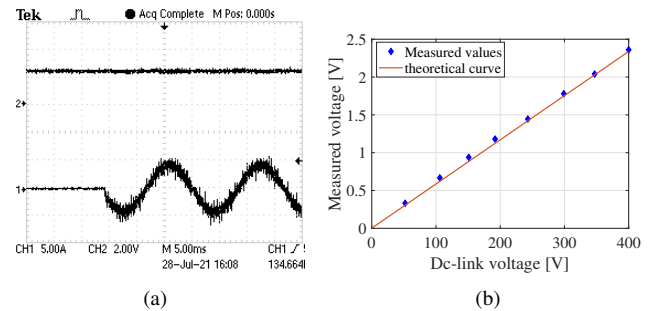 Tek Acq Complete M Pos: 0.000s
2
1
CH1 5.00A CH2 2.00V M 5.00ms CH1
28-Jul-21 16:08 134.664
(a)
2.5
2
1.5
1
0.5
0
Measured voltage [V]
Measured values
theoretical curve
0 100 200 300 400
Dc-link voltage [V]
(b)